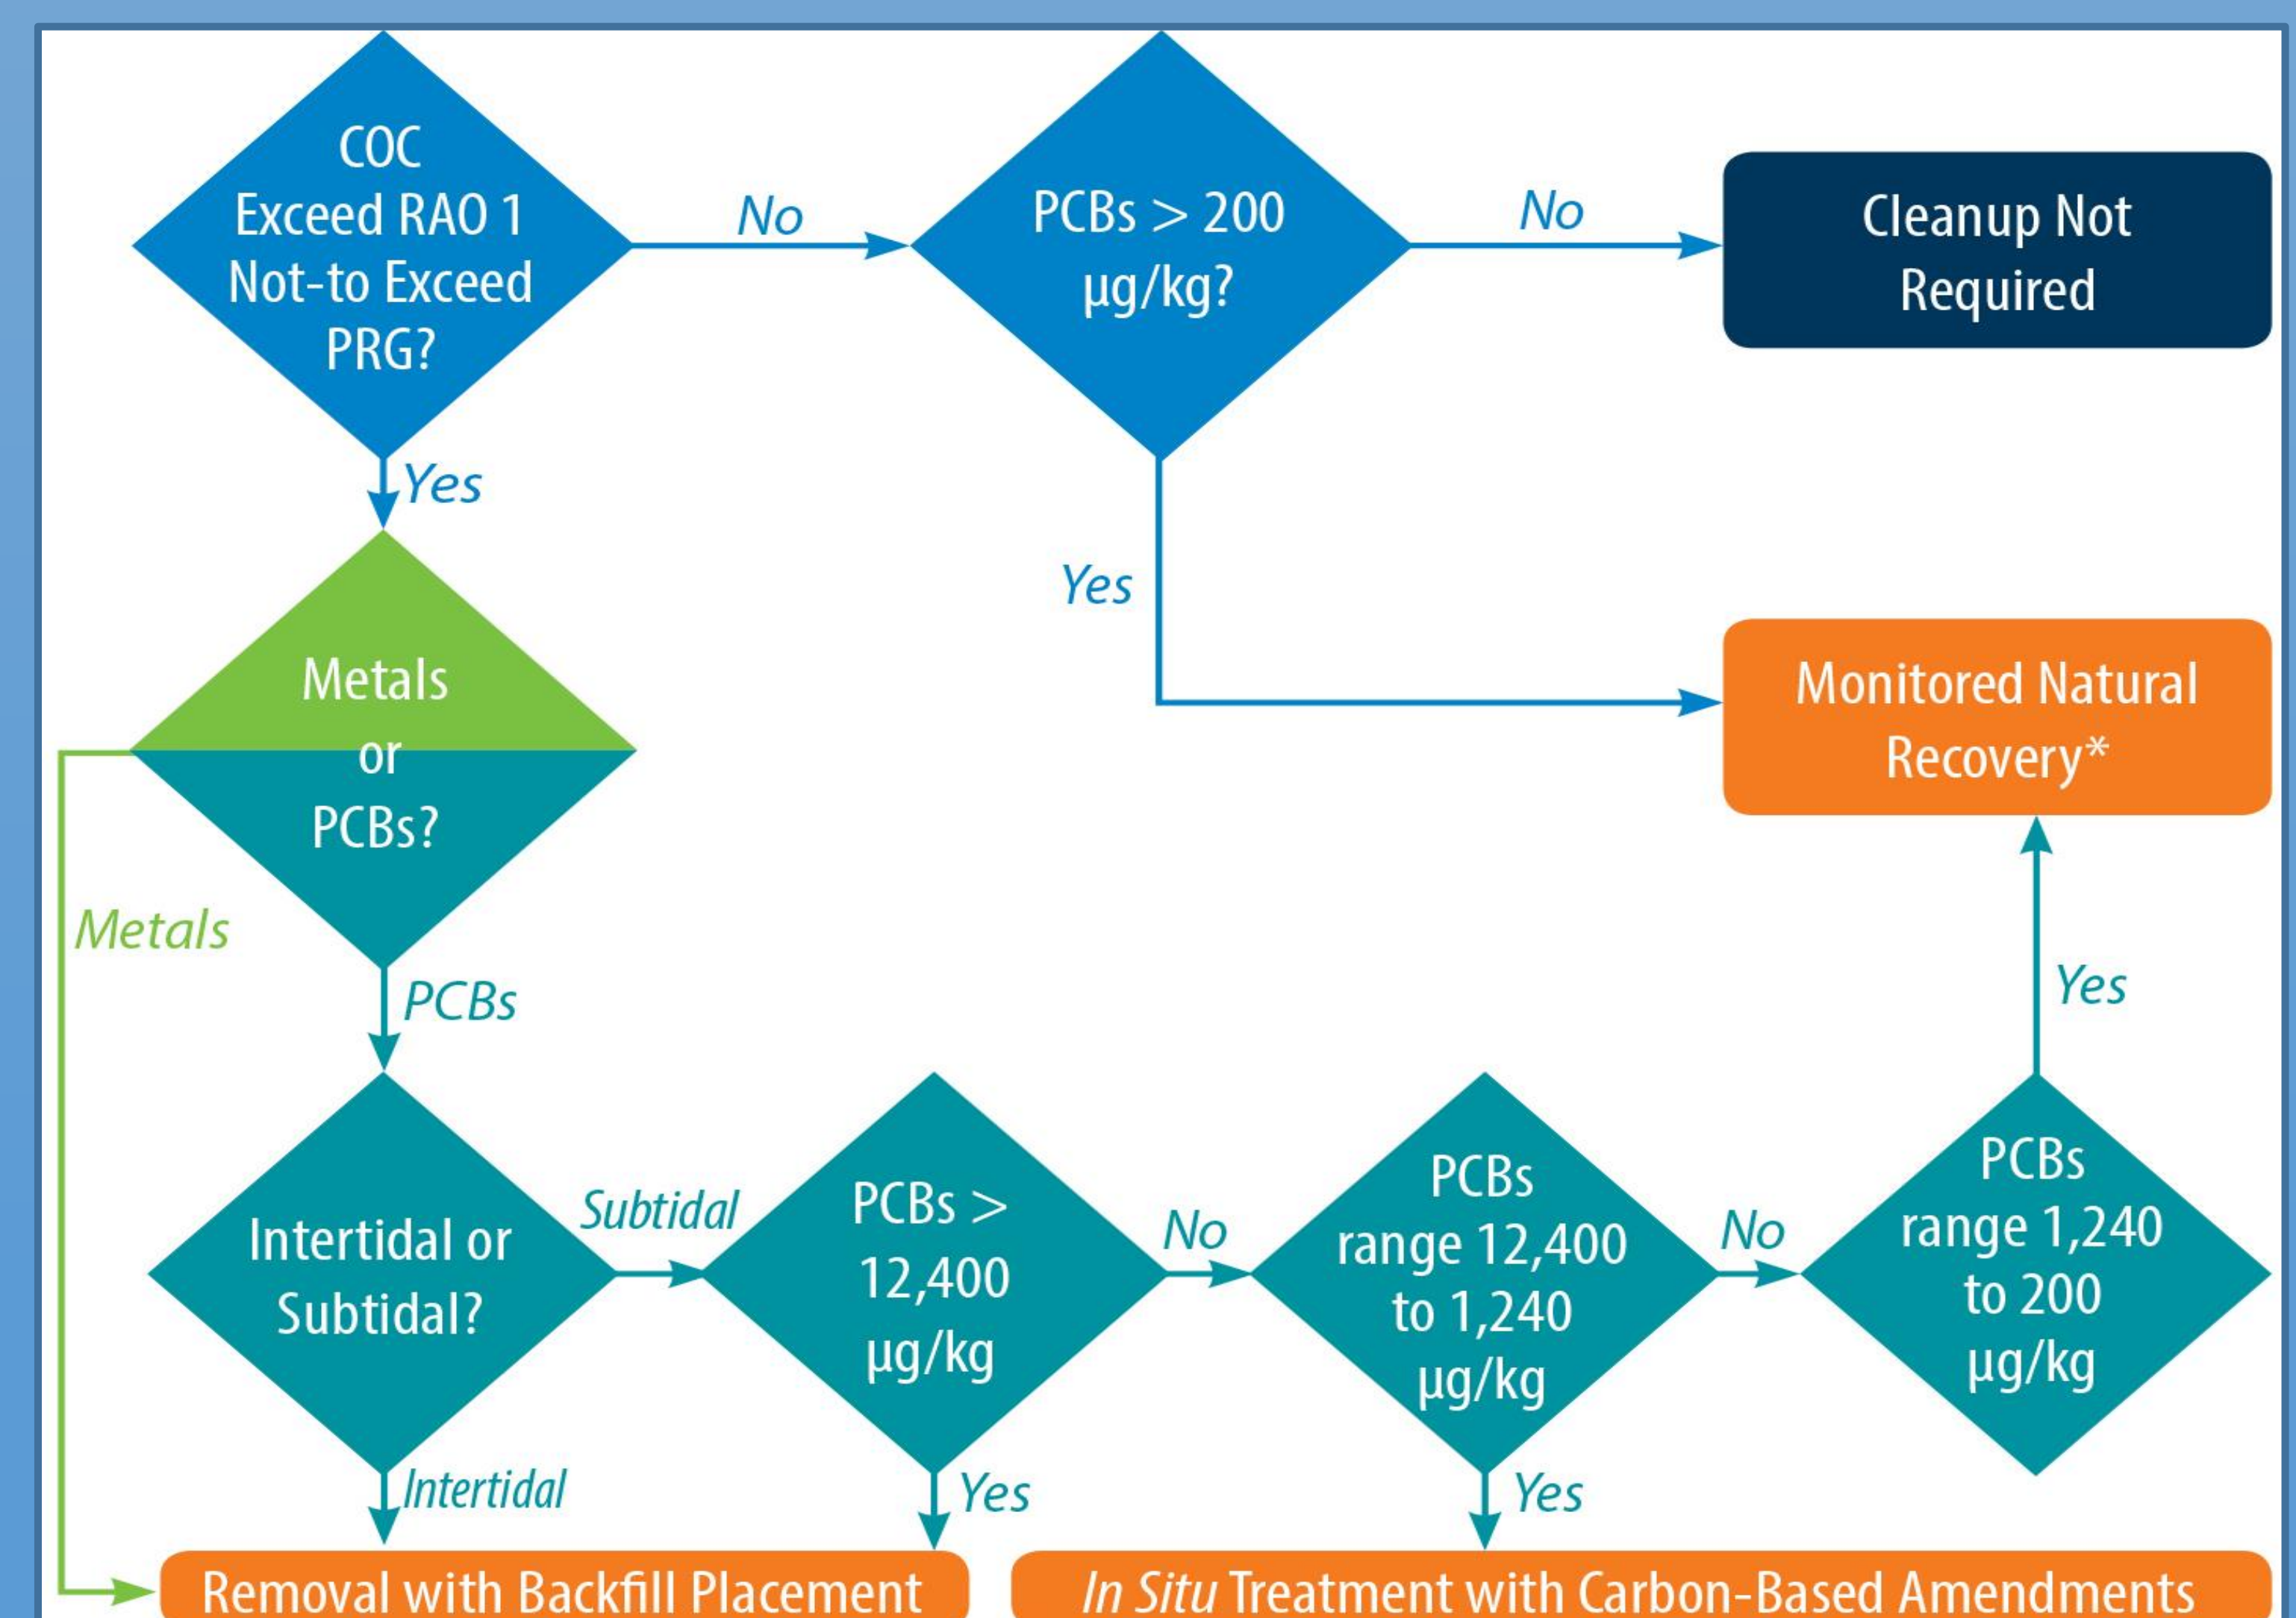 COC
Exceed RAO 1
Not-to Exceed
PRG?
No
PCBs > 200
µg/kg?
No
Cleanup Not
Required
Yes
Yes
Metals
or
PCBs?
Monitored Natural
Recovery*
Metals
PCBs
Yes
Intertidal or
Subtidal?
Subtidal
PCBs >
12,400
µg/kg
No
PCBs
range 12,400
to 1,240
µg/kg
No
PCBs
range 1,240
to 200
µg/kg
Intertidal
Yes
Yes
Removal with Backfill Placement
In Situ Treatment with Carbon-Based Amendments